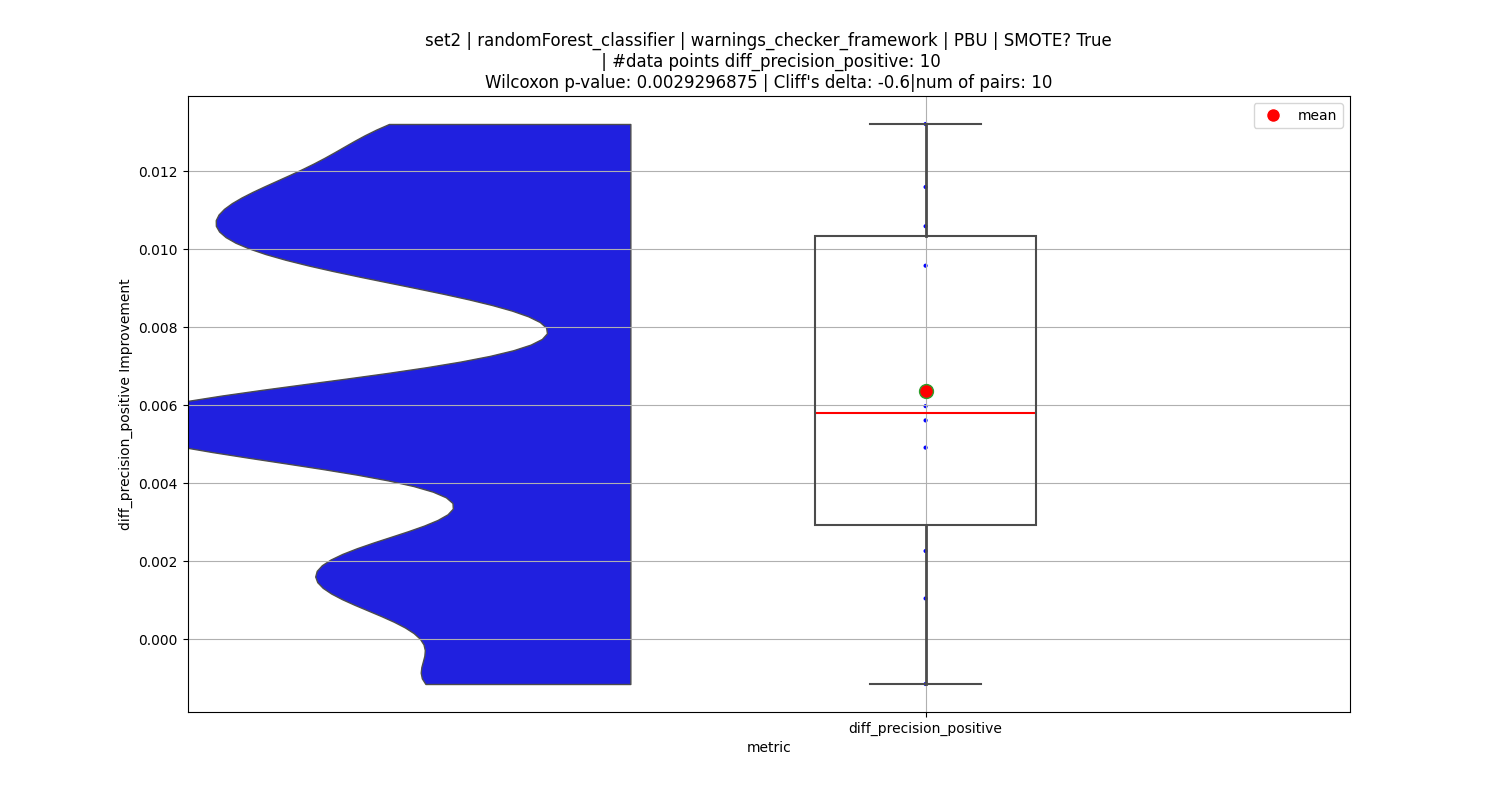 set2 | randomForest_classifier | warnings_checker_framework | PBU | SMOTE? True
| #data points diff_precision_positive: 10
Wilcoxon p-value: 0.0029296875 | Cliff's delta: -0.6|num of pairs: 10
mean
0.012
0.010
0.008
0.006
0.004
0.002
0.000
diff_precision_positive Improvement
diff_precision_positive
metric